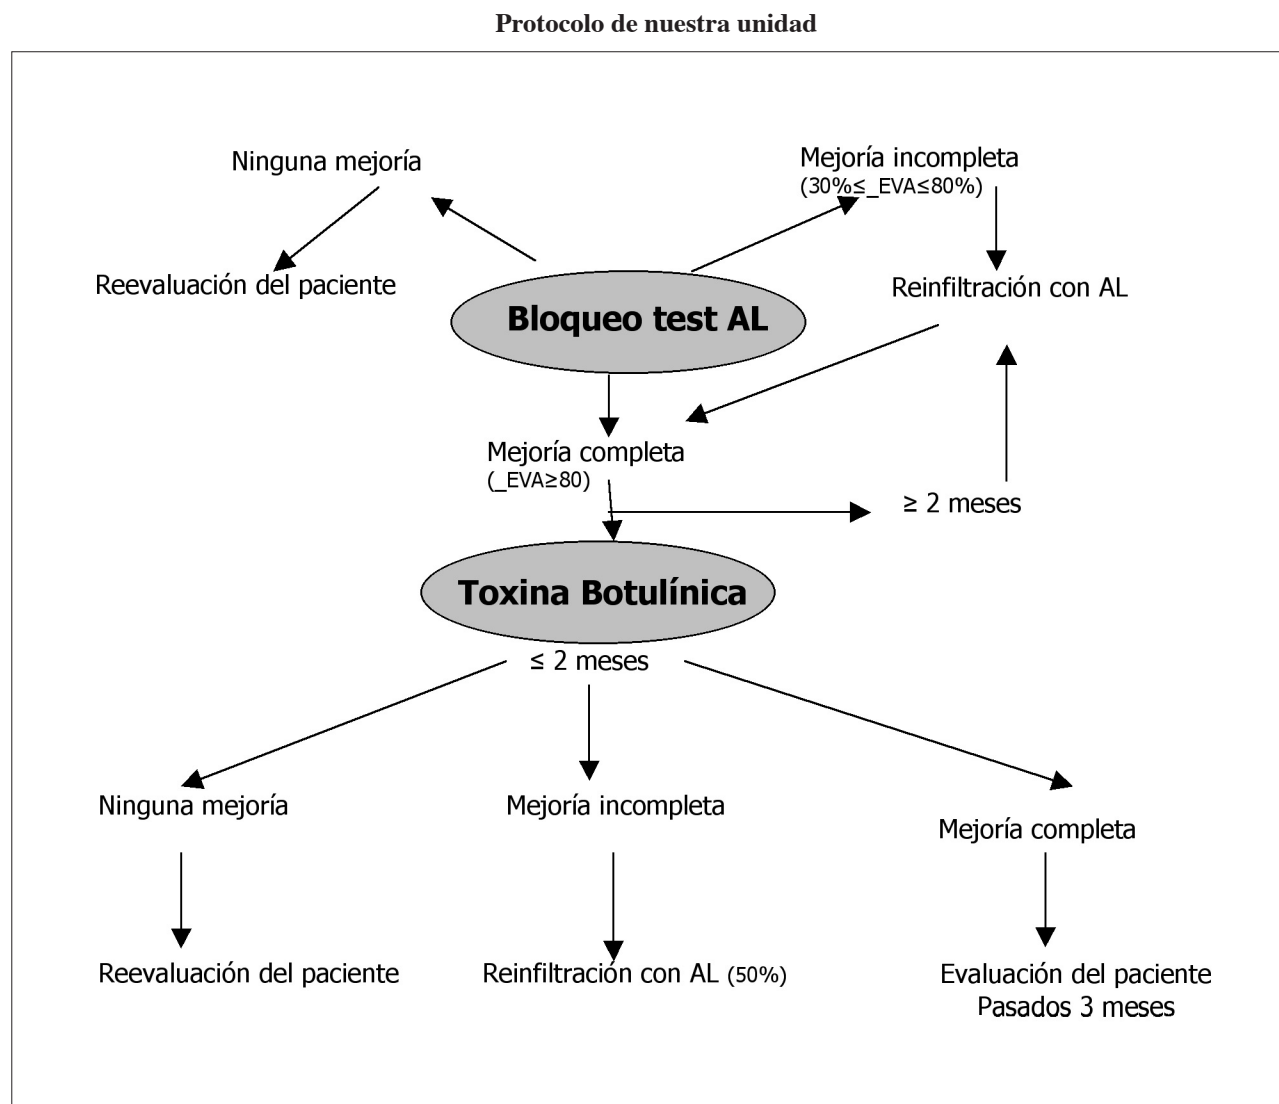 Protocolo de nuestra unidad
Ninguna mejoría
Mejoría incompleta
(30%≤_EVA≤80%)
Reevaluación del paciente
Reinfiltración con AL
Bloqueo test AL
Mejoría completa
(_EVA≥80)
≥ 2 meses
Toxina Botulínica
≤ 2 meses
Ninguna mejoría
Mejoría incompleta
Mejoría completa
Reevaluación del paciente
Reinfiltración con AL (50%)
Evaluación del paciente
Pasados 3 meses